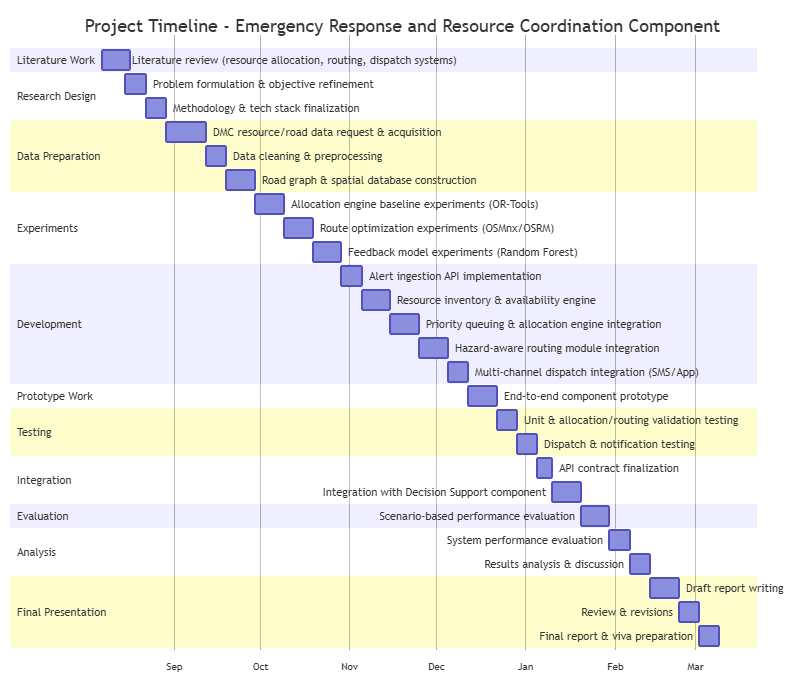 Project Timeline - Emergency Response and Resource Coordination Component
Literature Work
Literature review (resource allocation, routing, dispatch systems)
Research Design
Problem formulation & objective refinement
Methodology & tech stack finalization
Data Preparation
DMC resource/road data request & acquisition
Data cleaning & preprocessing
Road graph & spatial database construction
Experiments
Allocation engine baseline experiments (OR-Tools)
Route optimization experiments (OSMnx/OSRM)
Feedback model experiments (Random Forest)
Development
Alert ingestion API implementation
Resource inventory & availability engine
Priority queuing & allocation engine integration
Hazard-aware routing module integration
Multi-channel dispatch integration (SMS/App)
Prototype Work
End-to-end component prototype
Testing
Unit & allocation/routing validation testing
Dispatch & notification testing
Integration
API contract finalization
Integration with Decision Support component
Evaluation
Scenario-based performance evaluation
Analysis
System performance evaluation
Results analysis & discussion
Final Presentation
Draft report writing
Review & revisions
Final report & viva preparation
Sep Oct Nov Dec Jan Feb Mar